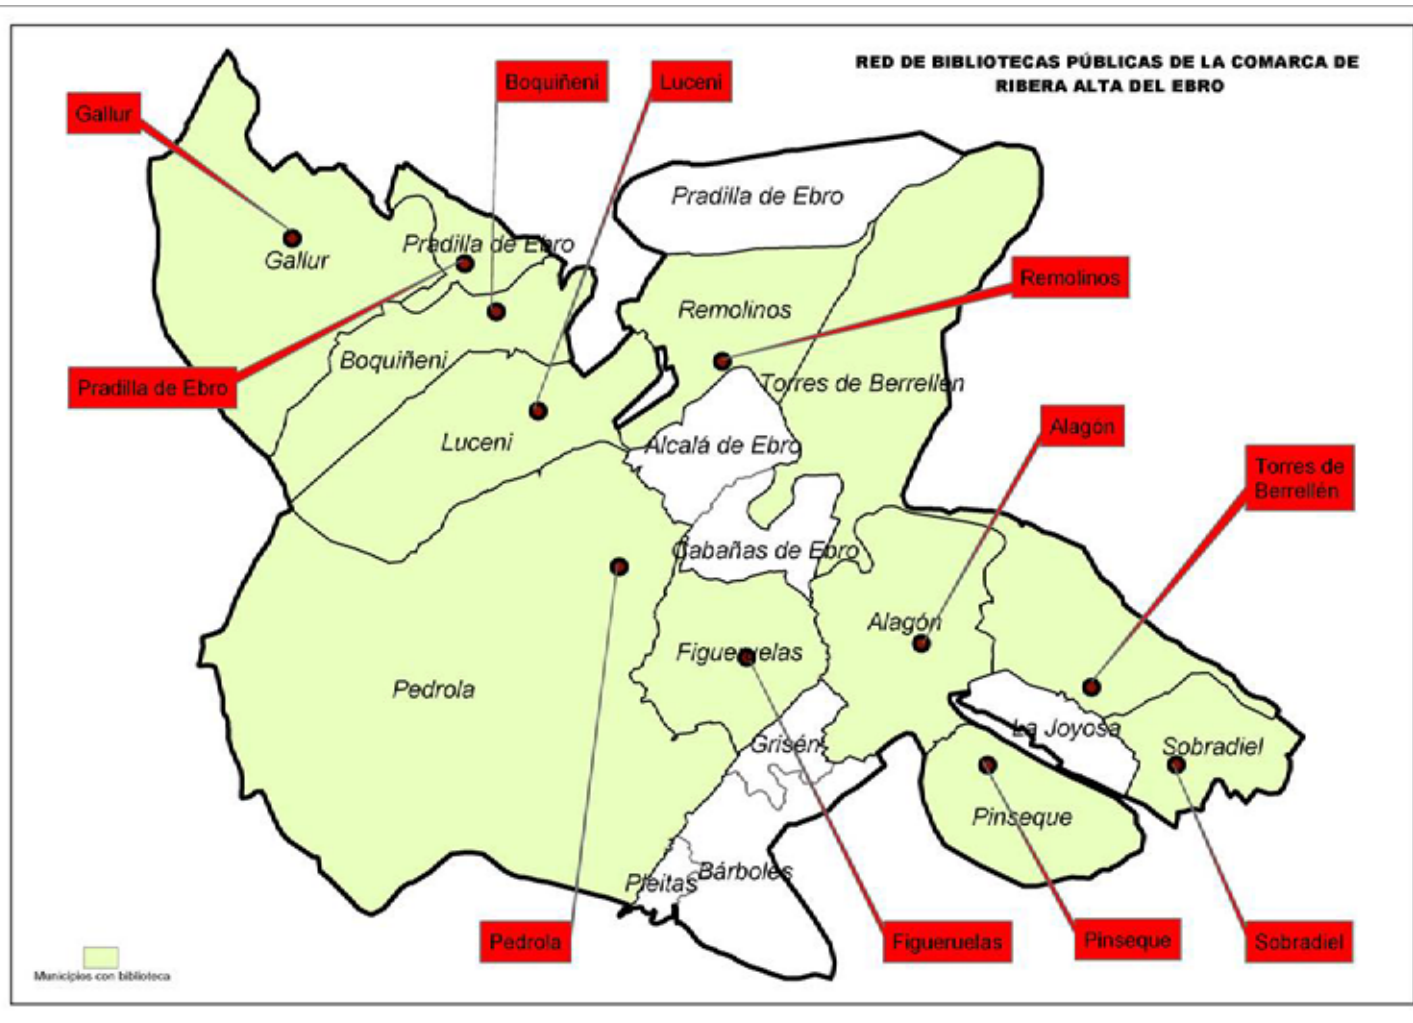 RED DE BIBLIOTECAS PÚBLICAS DE LA COMARCA DE
RIBERA ALTA DEL EBRO
Boquiñeni
Luceni
Gallur
Pradilla de Ebro
Pradilla de Ebro
Gallur
Remolinos
Remolinos
Boquiñeni
Pradilla de Ebro
Torres de Berrellén
Alagón
Luceni
Alcalá de Ebro
Torres de
Berrellén
Cabañas de Ebro
Alagón
Figueruelas
Pedrola
La Joyosa
Grisén
Sobradiel
Pinseque
Bárboles
Pleitas
Pedrola
Figueruelas
Pinseque
Sobradiel
Municipios con biblioteca